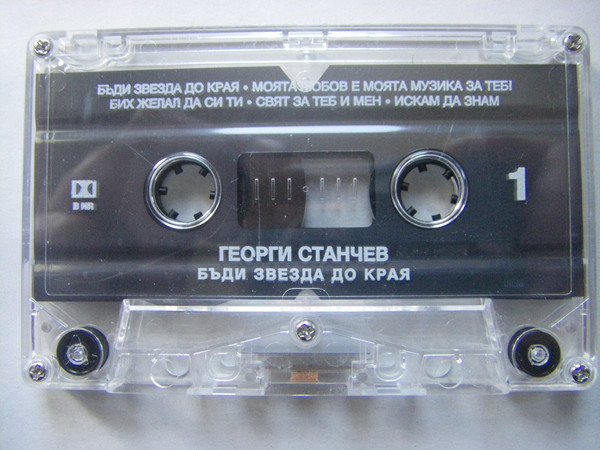 БЪДИ ЗВЕЗДА ДО КРАЯ • МОЯТА ЛЮБОВ Е МОЯТА МУЗИКА ЗА ТЕБ!
БИХ ЖЕЛАЛ ДА СИ ТИ • СВЯТ ЗА ТЕБ И МЕН • ИСКАМ ДА ЗНАМ
B NR
1
ГЕОРГИ СТАНЧЕВ
БЪДИ ЗВЕЗДА ДО КРАЯ